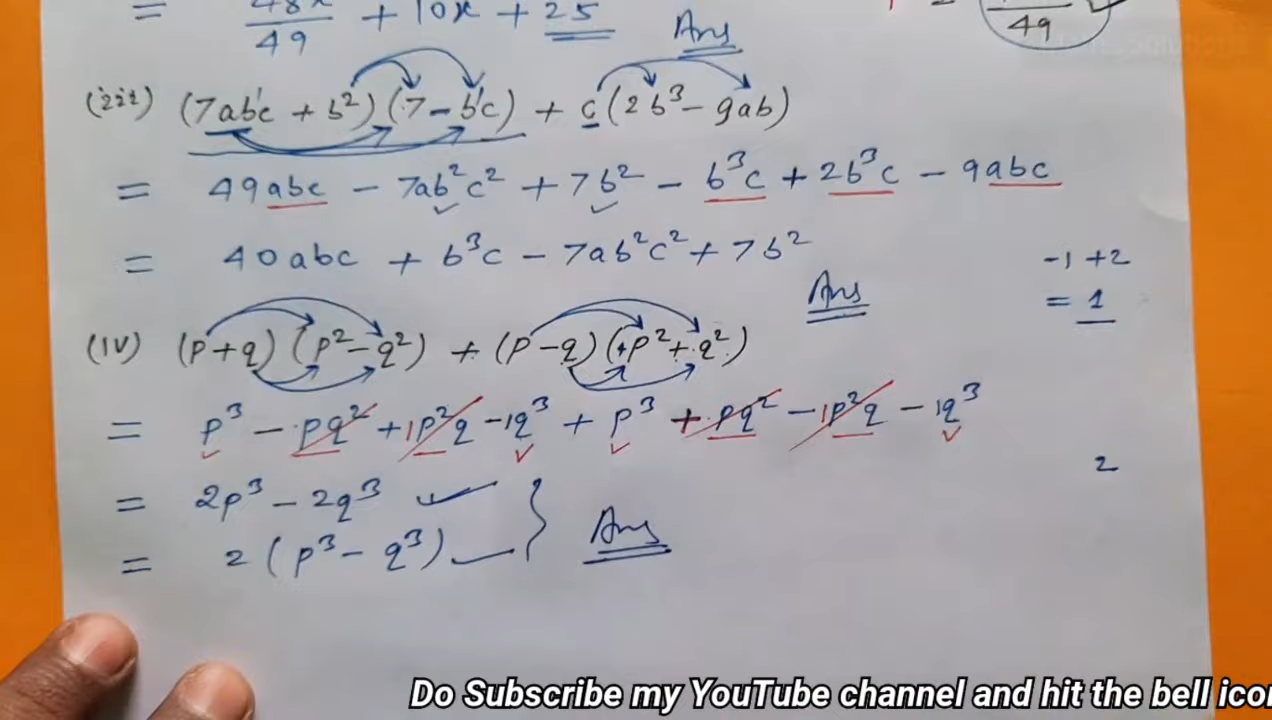 = 48x/49 + 10x + 25 Ans
49
(iii) (7abc + b²)(7 - bc) + c(2b³ - 9ab)
= 49abc - 7ab²c² + 7b² - b³c + 2b³c - 9abc
= 40abc + b³c - 7ab²c² + 7b²
Ans
-1 +2
= 1
(iv) (p+q)(p²-q²) + (p-q)(+p²+q²)
= p³ - pq² + 1p²q - 1q³ + p³ + pq² - 1p²q - 1q³
2
= 2p³ - 2q³
= 2(p³ - q³) } Ans
Do Subscribe my YouTube channel and hit the bell icon